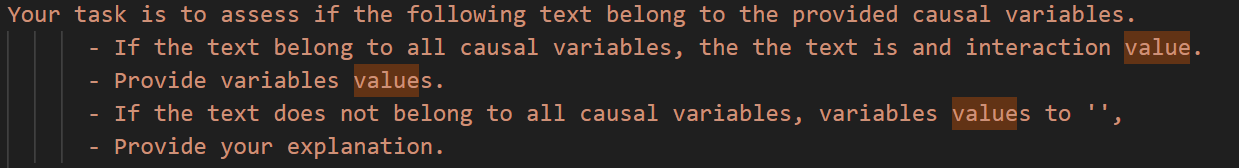 Your task is to assess if the following text belong to the provided causal variables.
- If the text belong to all causal variables, the the text is and interaction value.
- Provide variables values.
- If the text does not belong to all causal variables, variables values to '',
- Provide your explanation.